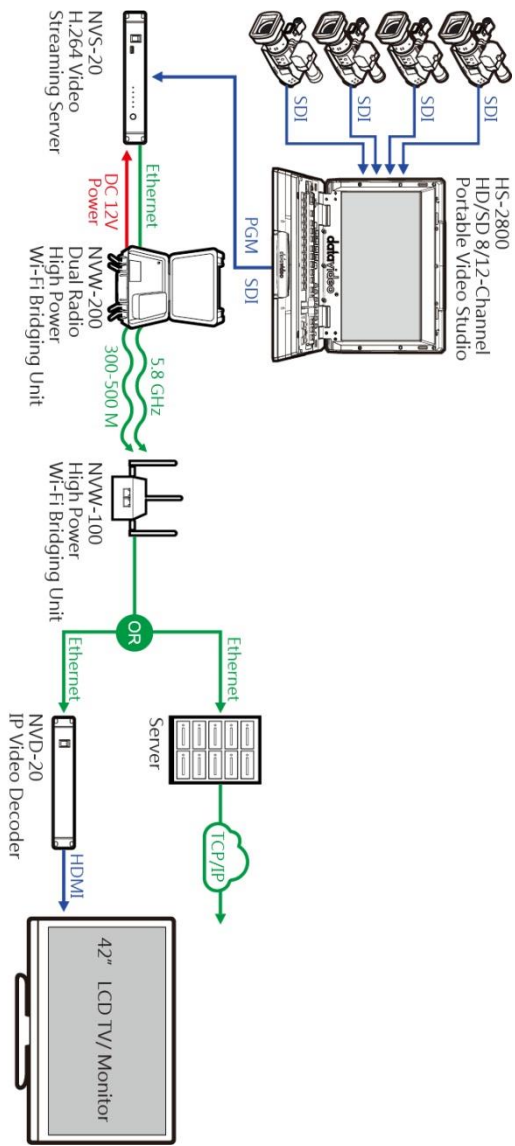 SDI
SDI
SDI
SDI
HS-2800
HD/SD 8/12-Channel
Portable Video Studio
datavideo
PGM
SDI
NVS-20
H.264 Video
Streaming Server
Ethernet
DC 12V
Power
NVW-200
Dual Radio
High Power
Wi-Fi Bridging Unit
5.8 GHz
300-500 M
NVW-100
High Power
Wi-Fi Bridging Unit
OR
Ethernet
Server
TCP/IP
Ethernet
NVD-20
IP Video Decoder
HDMI
42" LCD TV/ Monitor